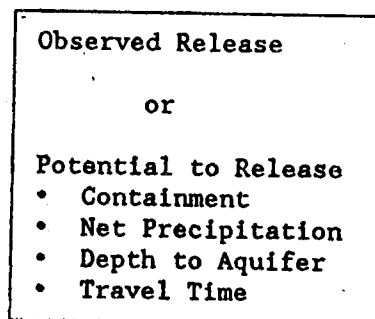 Observed Release
or
Potential to Release
• Containment
• Net Precipitation
• Depth to Aquifer
• Travel Time